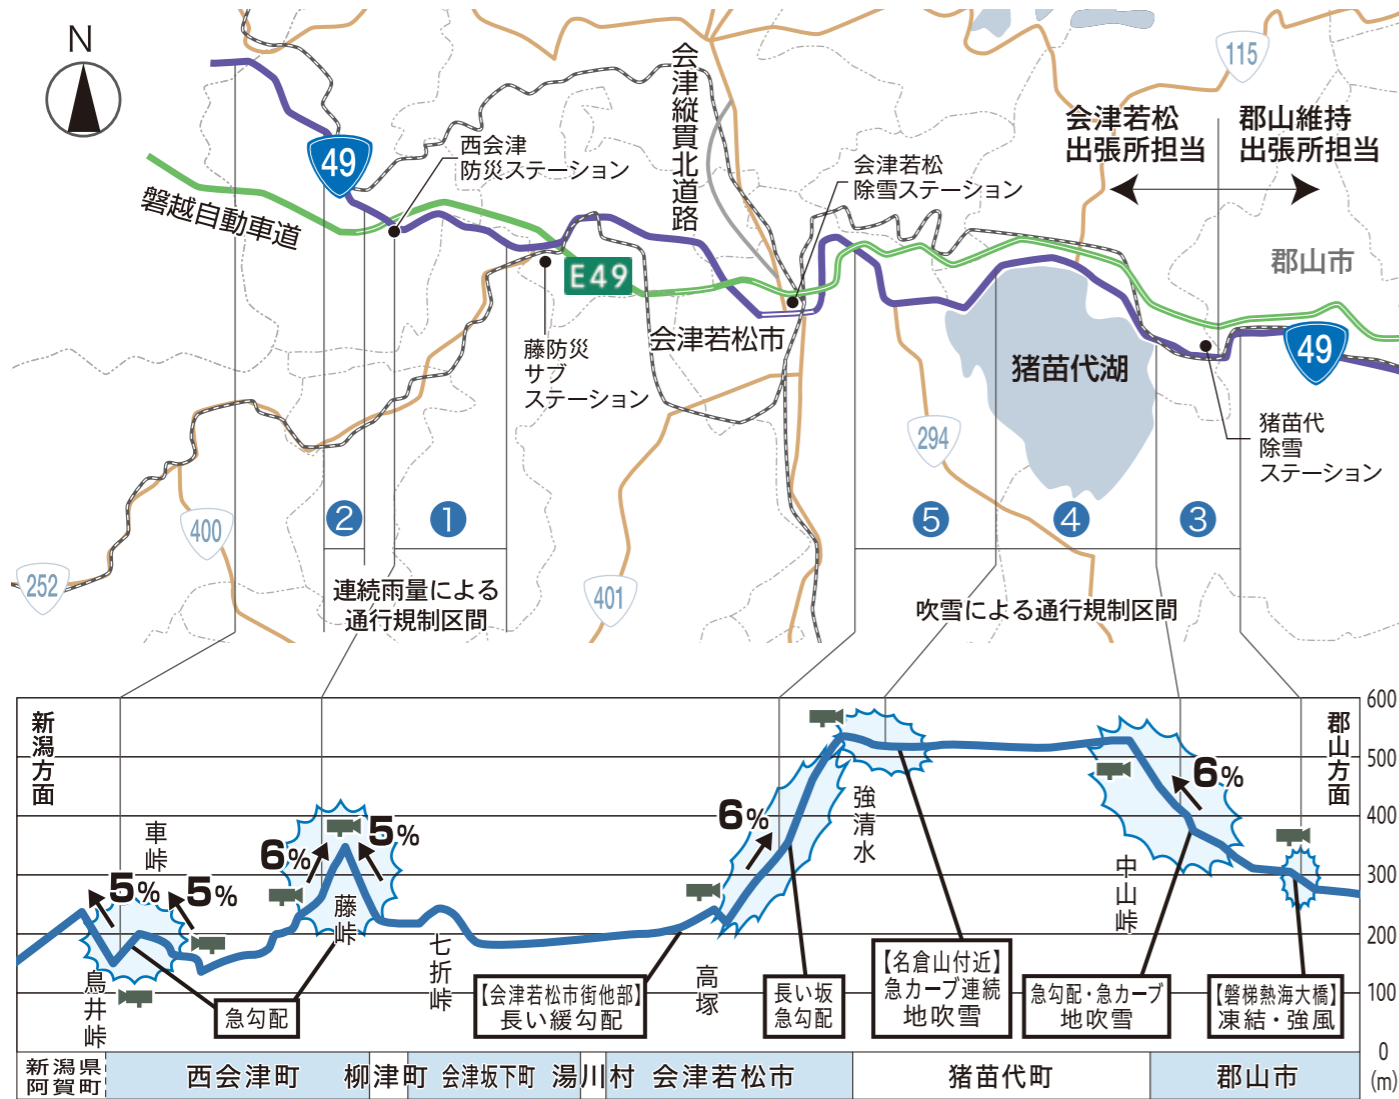 N
49
西会津
防災ステーション
磐越自動車道
会津縦貫北道路
会津若松
除雪ステーション
115
会津若松
出張所担当
郡山維持
出張所担当
郡山市
E49
会津若松市
藤防災
サブ
ステーション
猪苗代湖
49
猪苗代
除雪
ステーション
294
400
252
401
②
①
⑤
④
③
連続雨量による
通行規制区間
吹雪による通行規制区間
新潟方面
郡山方面
600
500
400
300
200
100
0
(m)
車峠
5%
5%
鳥井峠
急勾配
6%
5%
藤峠
七折峠
【会津若松市街他部】
長い緩勾配
高塚
6%
長い坂
急勾配
強清水
【名倉山付近】
急カーブ連続
地吹雪
急勾配・急カーブ
地吹雪
中山峠
6%
【磐梯熱海大橋】
凍結・強風
新潟県
阿賀町
西会津町
柳津町
会津坂下町
湯川村
会津若松市
猪苗代町
郡山市